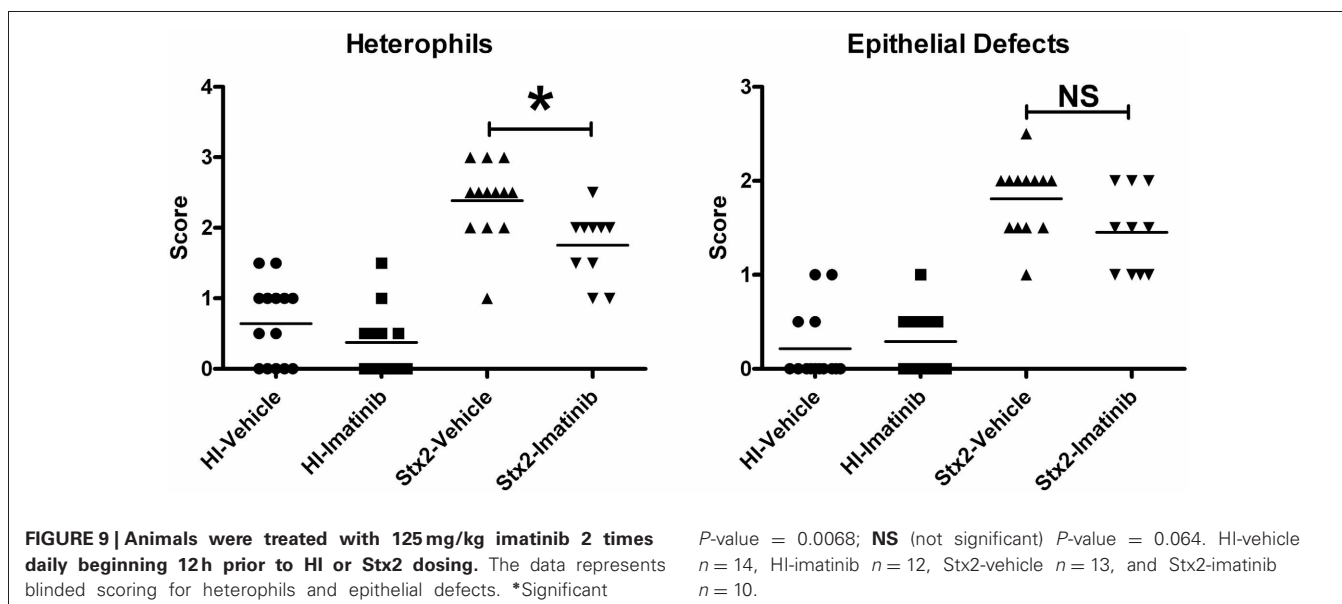 Heterophils
4
3
2
1
0
Score
*
HI-Vehicle
HI-Imatinib
Stx2-Vehicle
Stx2-Imatinib
Epithelial Defects
3
2
1
0
Score
NS
HI-Vehicle
HI-Imatinib
Stx2-Vehicle
Stx2-Imatinib
FIGURE 9 | Animals were treated with 125 mg/kg imatinib 2 times
daily beginning 12 h prior to HI or Stx2 dosing. The data represents
blinded scoring for heterophils and epithelial defects. *Significant
P-value = 0.0068; NS (not significant) P-value = 0.064. HI-vehicle
n = 14, HI-imatinib n = 12, Stx2-vehicle n = 13, and Stx2-imatinib
n = 10.